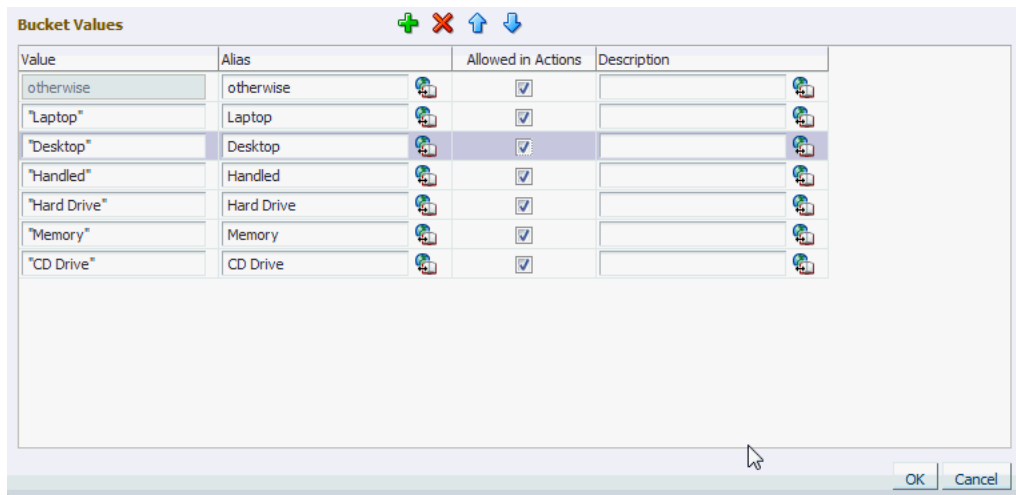 Bucket Values
Value Alias Allowed in Actions Description
otherwise otherwise
"Laptop" Laptop
"Desktop" Desktop
"Handled" Handled
"Hard Drive" Hard Drive
"Memory" Memory
"CD Drive" CD Drive
OK Cancel